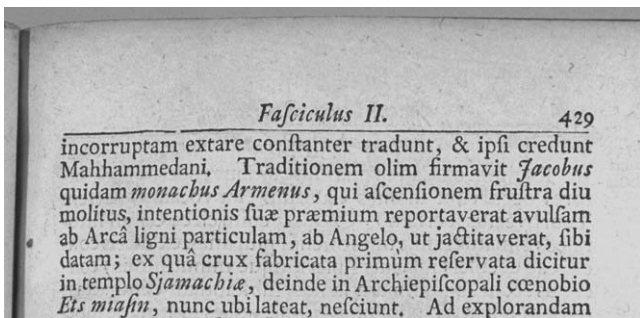 Faſciculus II. 429
incorruptam extare conſtanter tradunt, & ipſi credunt
Mahhammedani. Traditionem olim firmavit Jacobus
quidam monachus Armenus, qui aſcenſionem fruſtra diu
molitus, intentionis ſuæ præmium reportaverat avulſam
ab Arcâ ligni particulam, ab Angelo, ut jactitaverat, ſibi
datam; ex quâ crux fabricata primùm reſervata dicitur
in templo Sjamachiæ, deinde in Archiepiſcopali cœnobio
Ets miaſin, nunc ubi lateat, neſciunt. Ad explorandam